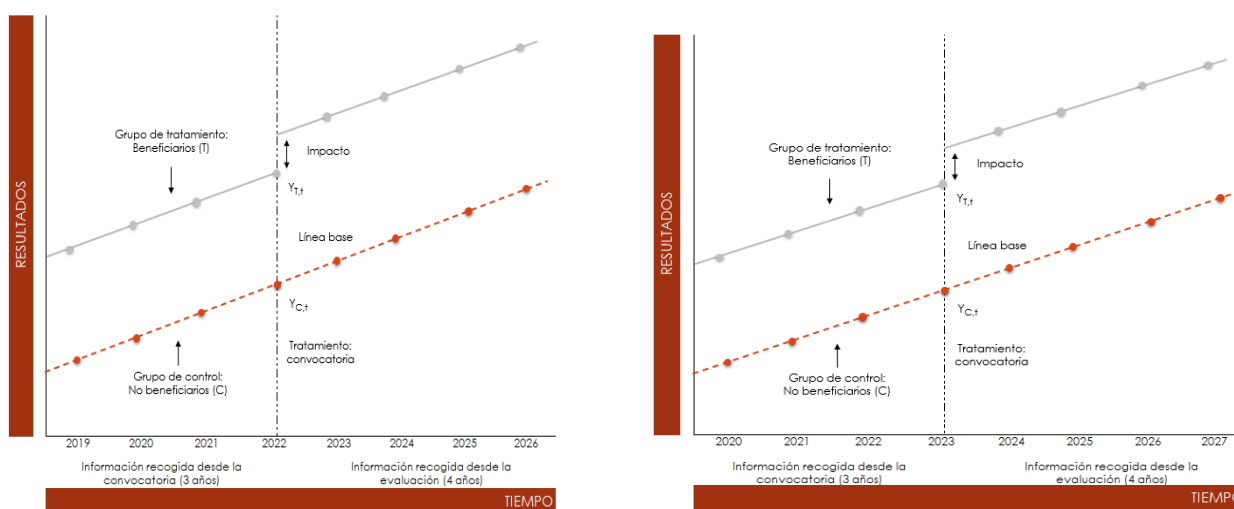 Grupo de tratamiento:
Beneficiarios (T)
Impacto
Y T,t
Línea base
Y C,t
Tratamiento:
convocatoria
Grupo de control:
No beneficiarios (C)
RESULTADOS
2019 2020 2021 2022 2023 2024 2025 2026
Información recogida desde la
convocatoria (3 años)
Información recogida desde la
evaluación (4 años)
TIEMPO
Grupo de tratamiento:
Beneficiarios (T)
Impacto
Y T,t
Línea base
Y C,t
Tratamiento:
convocatoria
Grupo de control:
No beneficiarios (C)
RESULTADOS
2020 2021 2022 2023 2024 2025 2026 2027
Información recogida desde la
convocatoria (3 años)
Información recogida desde la
evaluación (4 años)
TIEMPO